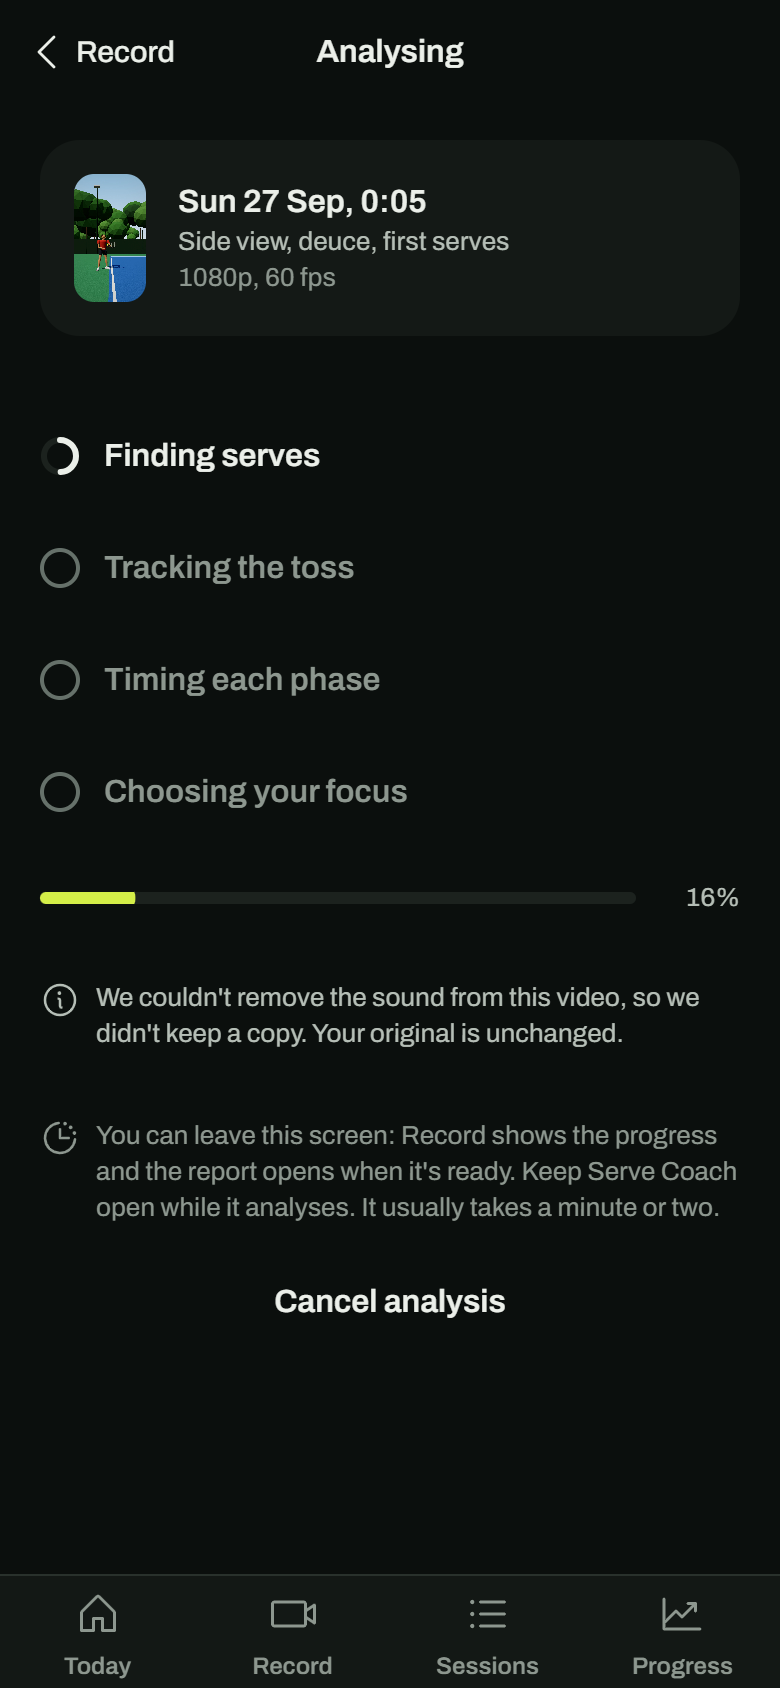 Record
Analysing
Sun 27 Sep, 0:05
Side view, deuce, first serves
1080p, 60 fps
Finding serves
Tracking the toss
Timing each phase
Choosing your focus
16%
We couldn't remove the sound from this video, so we
didn't keep a copy. Your original is unchanged.
You can leave this screen: Record shows the progress
and the report opens when it's ready. Keep Serve Coach
open while it analyses. It usually takes a minute or two.
Cancel analysis
Today
Record
Sessions
Progress